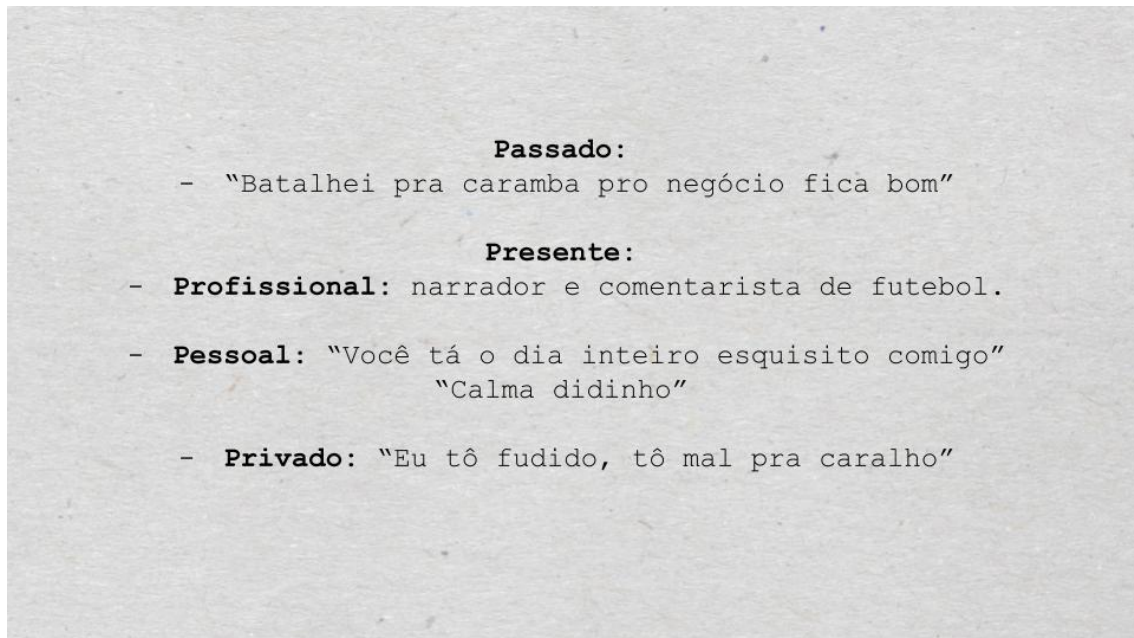 Passado:
- “Batalhei pra caramba pro negócio fica bom”
Presente:
- Profissional: narrador e comentarista de futebol.
- Pessoal: “Você tá o dia inteiro esquisito comigo”
“Calma didinho”
- Privado: “Eu tô fudido, tô mal pra caralho”